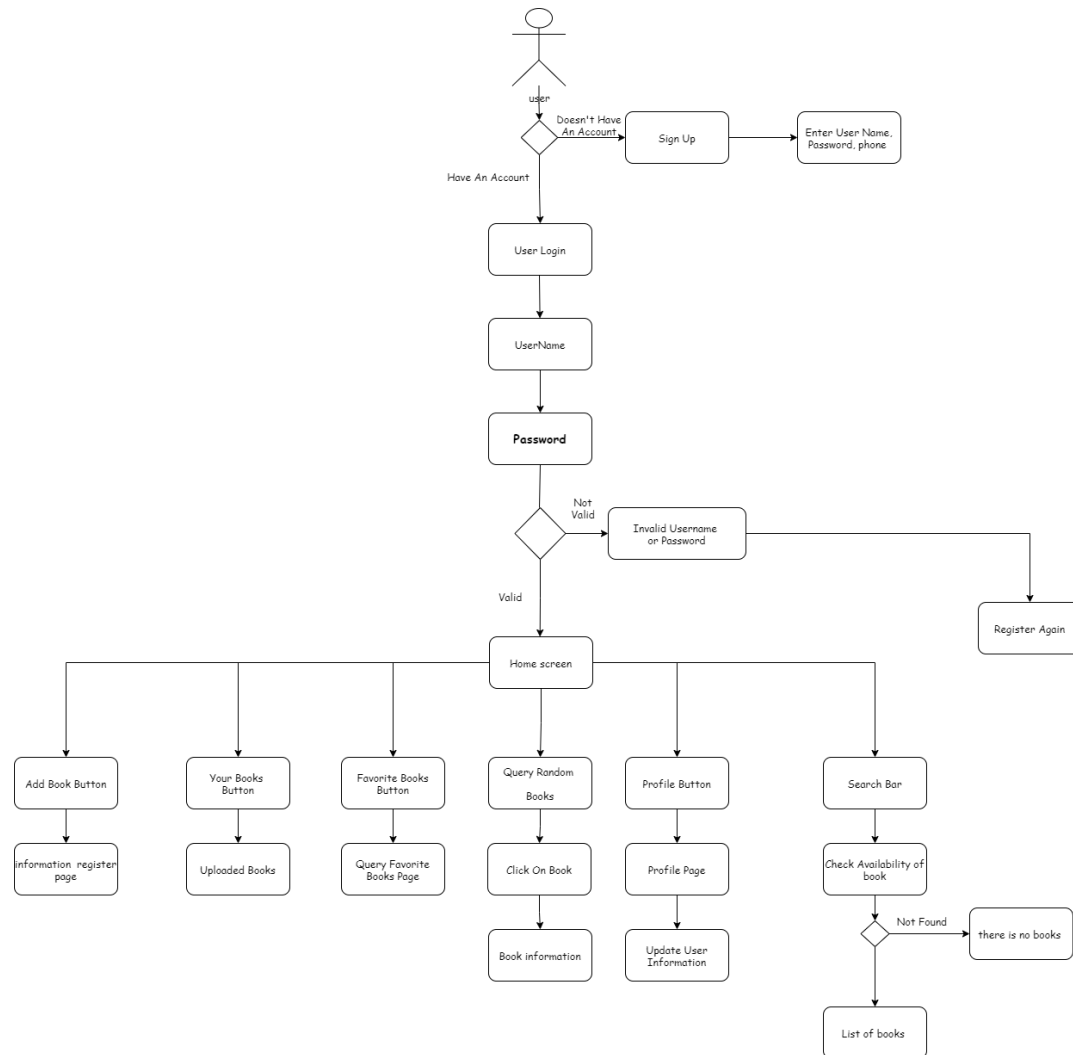 user
Doesn't Have
An Account
Sign Up
Enter User Name,
Password, phone
Have An Account
User Login
UserName
Password
Not
Valid
Invalid Username
or Password
Valid
Register Again
Home screen
Add Book Button
Your Books
Button
Favorite Books
Button
Query Random
Books
Profile Button
Search Bar
information register
page
Uploaded Books
Query Favorite
Books Page
Click On Book
Profile Page
Check Availability of
book
Not Found
there is no books
Book information
Update User
Information
List of books